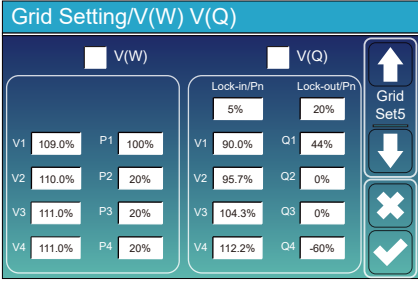 Grid Setting/V(W) V(Q)
V(W)
V(Q)
Lock-in/Pn Lock-out/Pn
5% 20%
V1 109.0% P1 100%
V2 110.0% P2 20%
V3 111.0% P3 20%
V4 111.0% P4 20%
V1 90.0% Q1 44%
V2 95.7% Q2 0%
V3 104.3% Q3 0%
V4 112.2% Q4 -60%
Grid
Set5